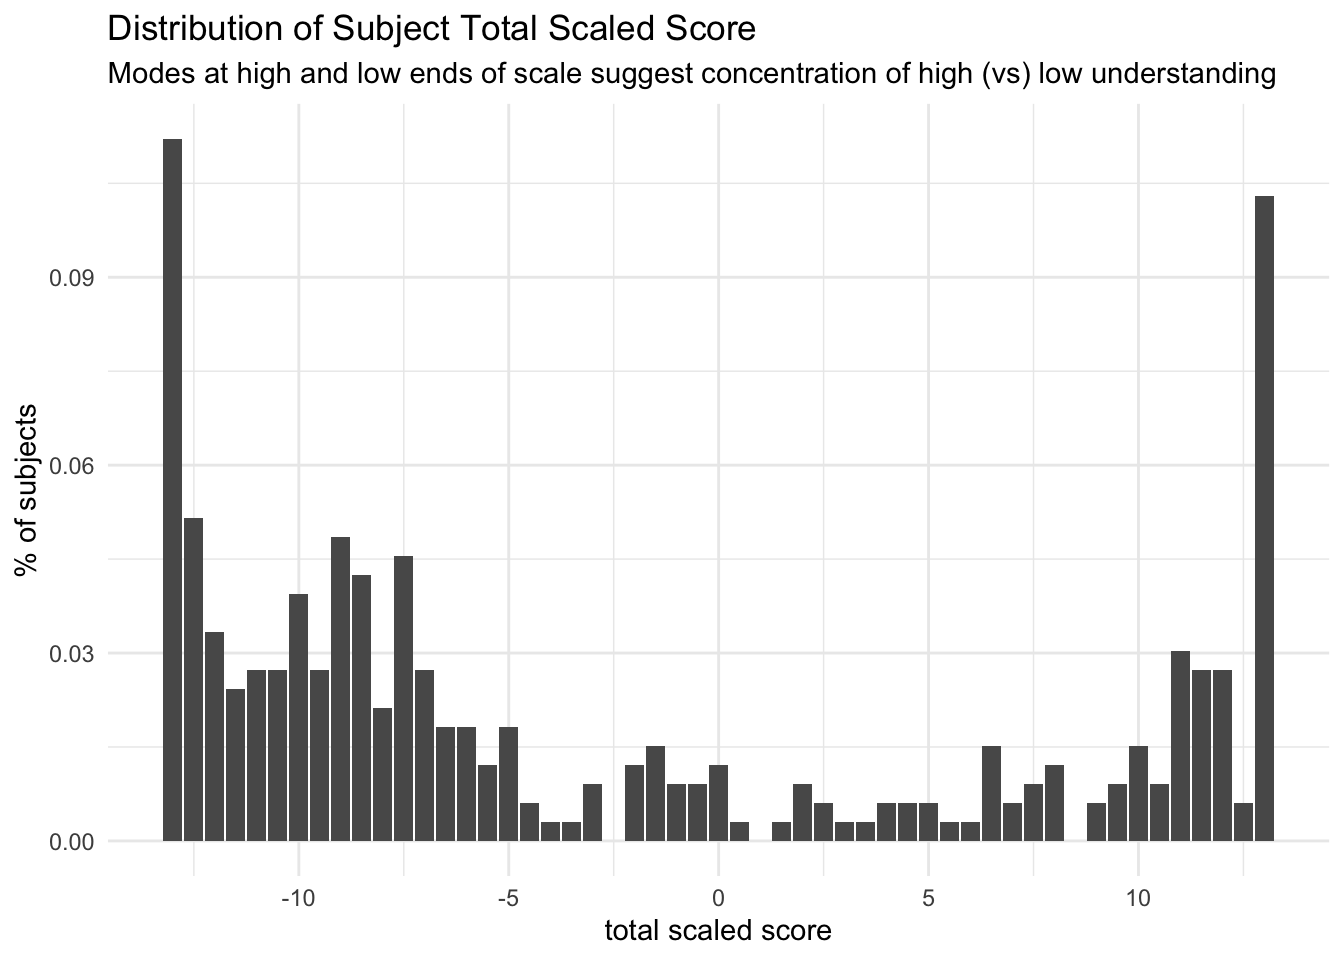 Distribution of Subject Total Scaled Score
Modes at high and low ends of scale suggest concentration of high (vs) low understanding
% of subjects
0.09
0.06
0.03
0.00
-10 -5 0 5 10
total scaled score